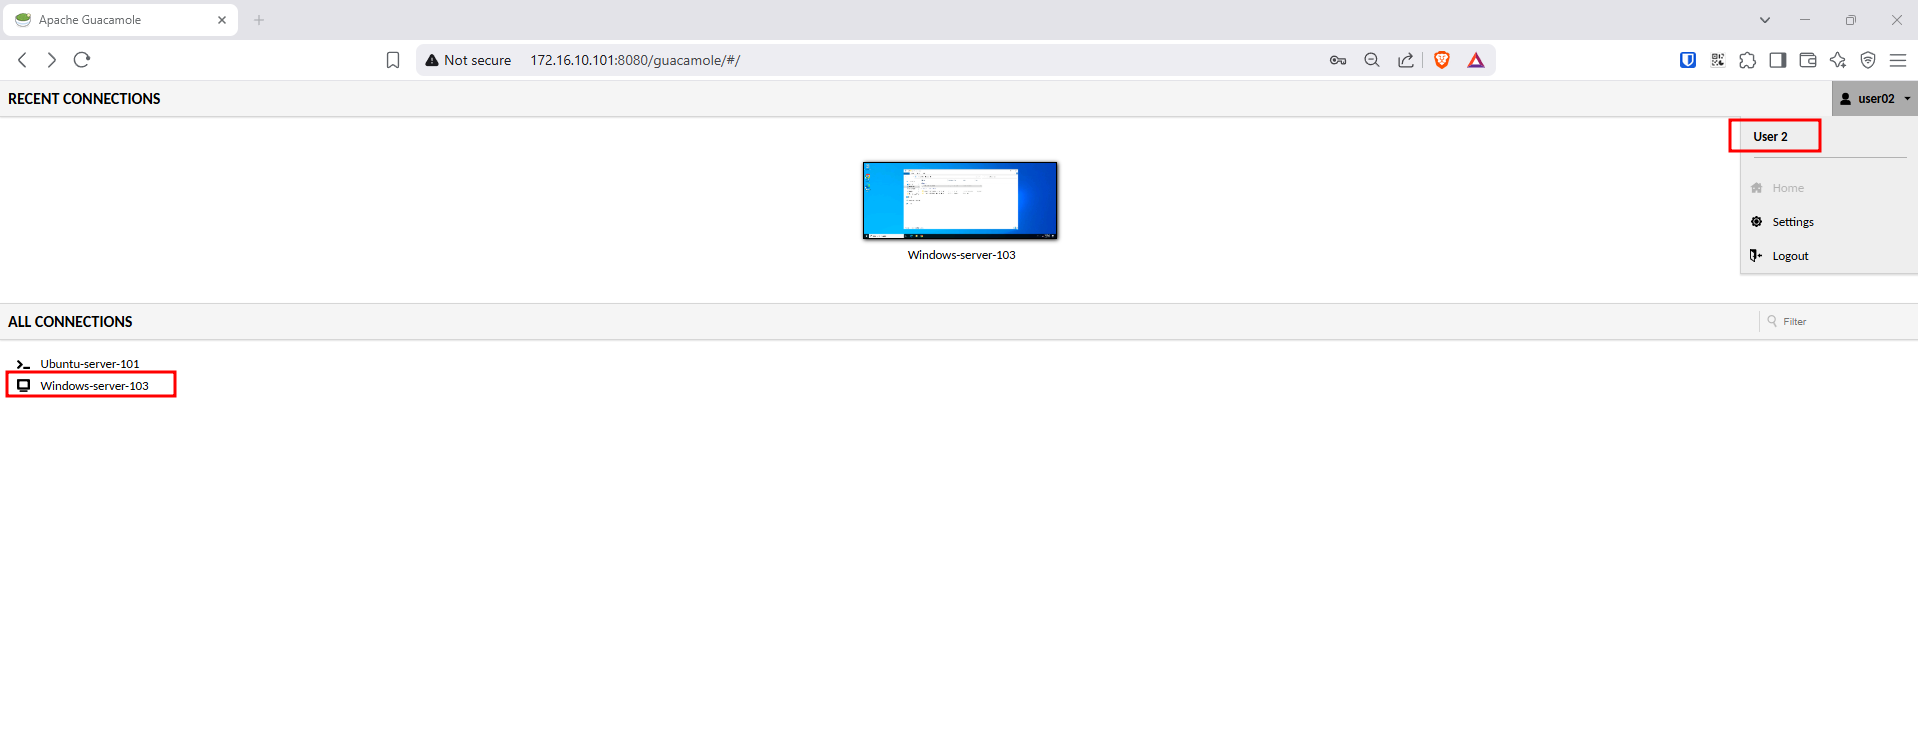 Apache Guacamole
Not secure 172.16.10.101:8080/guacamole/#/
RECENT CONNECTIONS
user02
User 2
Home
Settings
Logout
Windows-server-103
ALL CONNECTIONS
Filter
Ubuntu-server-101
Windows-server-103